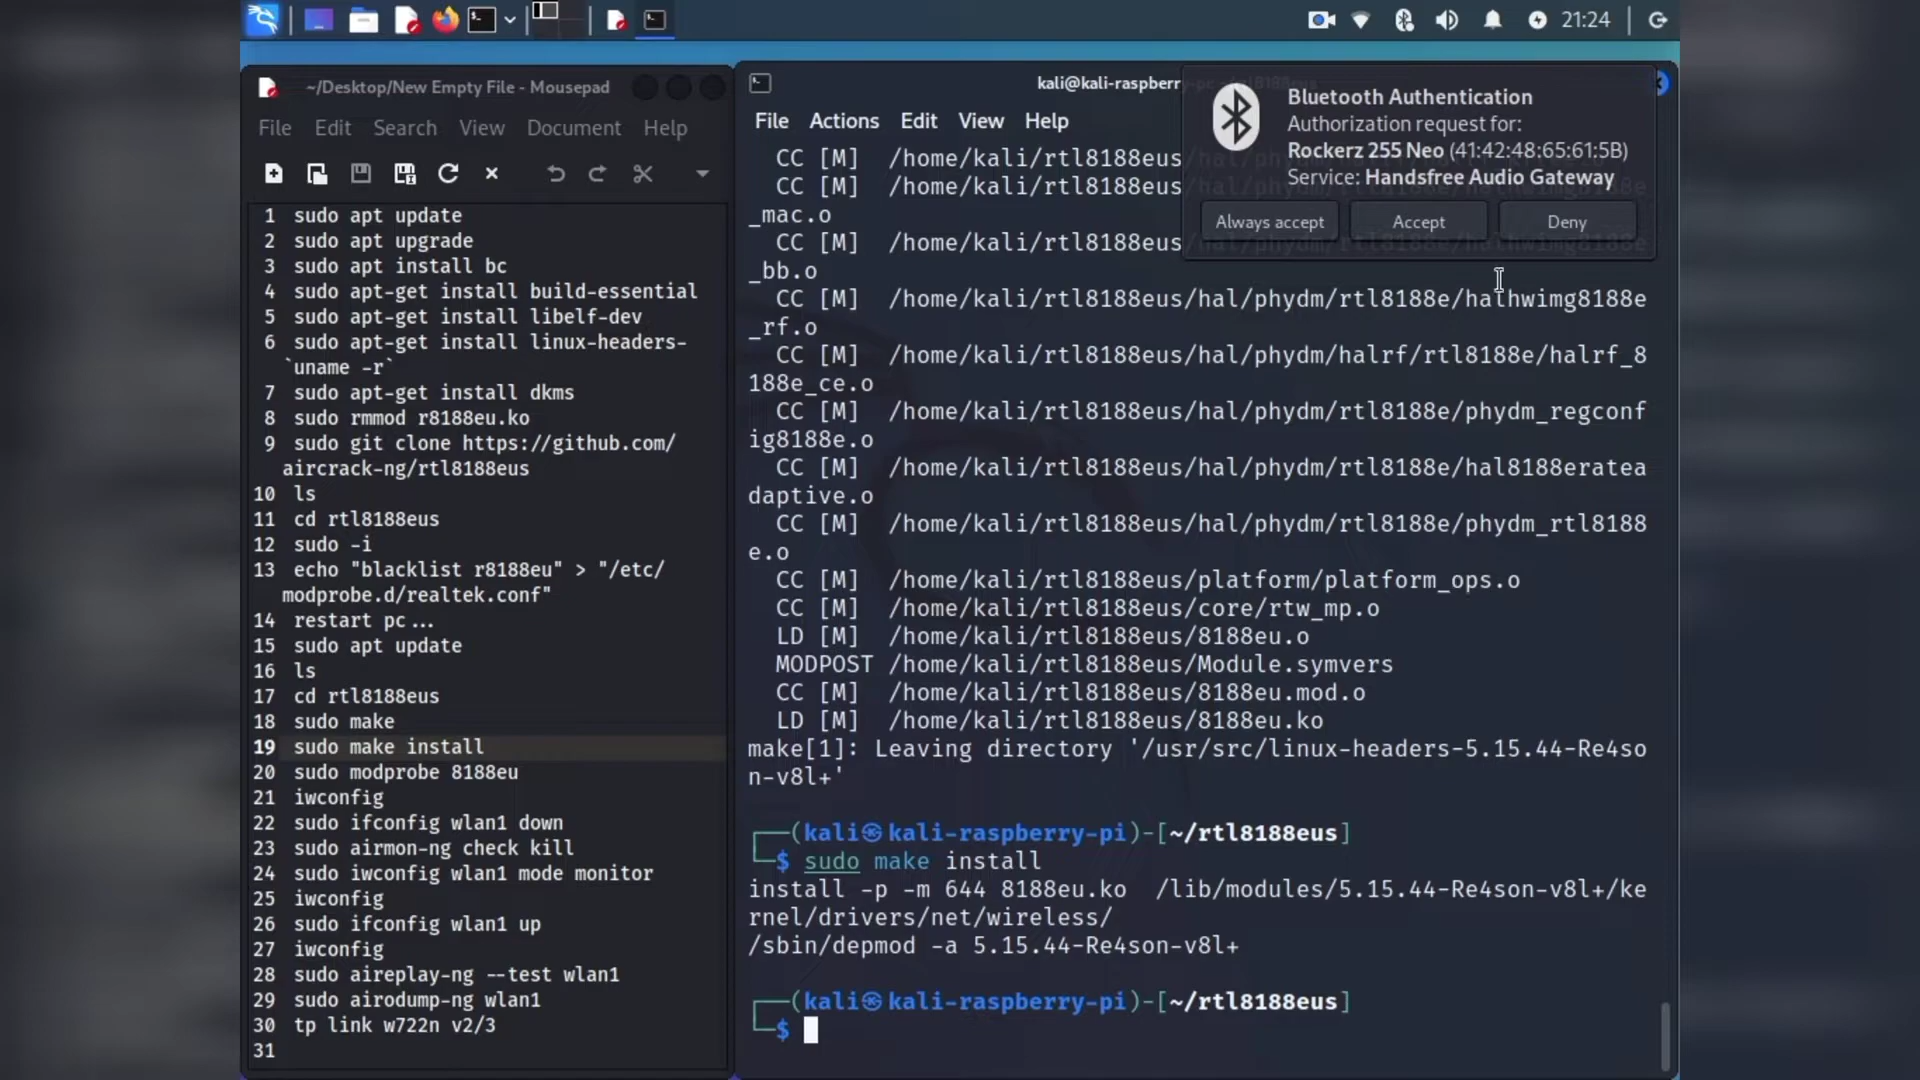 21:24
~/Desktop/New Empty File - Mousepad
File Edit Search View Document Help
1 sudo apt update
2 sudo apt upgrade
3 sudo apt install bc
4 sudo apt-get install build-essential
5 sudo apt-get install libelf-dev
6 sudo apt-get install linux-headers-
`uname -r`
7 sudo apt-get install dkms
8 sudo rmmod r8188eu.ko
9 sudo git clone https://github.com/
aircrack-ng/rtl8188eus
10 ls
11 cd rtl8188eus
12 sudo -i
13 echo "blacklist r8188eu" > "/etc/
modprobe.d/realtek.conf"
14 restart pc...
15 sudo apt update
16 ls
17 cd rtl8188eus
18 sudo make
19 sudo make install
20 sudo modprobe 8188eu
21 iwconfig
22 sudo ifconfig wlan1 down
23 sudo airmon-ng check kill
24 sudo iwconfig wlan1 mode monitor
25 iwconfig
26 sudo ifconfig wlan1 up
27 iwconfig
28 sudo aireplay-ng --test wlan1
29 sudo airodump-ng wlan1
30 tp link w722n v2/3
31
kali@kali-raspberry-pi:~/rtl8188eus
File Actions Edit View Help
Bluetooth Authentication
Authorization request for:
Rockerz 255 Neo (41:42:48:65:61:5B)
Service: Handsfree Audio Gateway
Always accept Accept Deny
CC [M] /home/kali/rtl8188eus
CC [M] /home/kali/rtl8188eus/hal/phydm/rtl8188e/halhwimg8188e
_mac.o
CC [M] /home/kali/rtl8188eus/hal/phydm/rtl8188e/halhwimg8188e
_bb.o
CC [M] /home/kali/rtl8188eus/hal/phydm/rtl8188e/halhwimg8188e
_rf.o
CC [M] /home/kali/rtl8188eus/hal/phydm/halrf/rtl8188e/halrf_8
188e_ce.o
CC [M] /home/kali/rtl8188eus/hal/phydm/rtl8188e/phydm_regconf
ig8188e.o
CC [M] /home/kali/rtl8188eus/hal/phydm/rtl8188e/hal8188eratea
daptive.o
CC [M] /home/kali/rtl8188eus/hal/phydm/rtl8188e/phydm_rtl8188
e.o
CC [M] /home/kali/rtl8188eus/platform/platform_ops.o
CC [M] /home/kali/rtl8188eus/core/rtw_mp.o
LD [M] /home/kali/rtl8188eus/8188eu.o
MODPOST /home/kali/rtl8188eus/Module.symvers
CC [M] /home/kali/rtl8188eus/8188eu.mod.o
LD [M] /home/kali/rtl8188eus/8188eu.ko
make[1]: Leaving directory '/usr/src/linux-headers-5.15.44-Re4so
n-v8l+'
┌──(kali㉿kali-raspberry-pi)-[~/rtl8188eus]
└─$ sudo make install
install -p -m 644 8188eu.ko /lib/modules/5.15.44-Re4son-v8l+/ke
rnel/drivers/net/wireless/
/sbin/depmod -a 5.15.44-Re4son-v8l+
┌──(kali㉿kali-raspberry-pi)-[~/rtl8188eus]
└─$